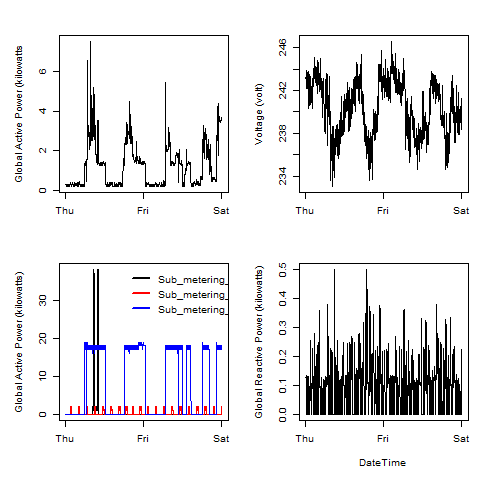 Global Active Power (kilowatts
6
4
2
0
Thu
Fri
Sat
Voltage (volt)
246
242
238
234
Thu
Fri
Sat
Global Active Power (kilowatts)
30
20
10
0
Sub_metering_
Sub_metering_
Sub_metering_
Thu
Fri
Sat
Global Reactive Power (kilowatts)
0.5
0.4
0.3
0.2
0.1
0.0
Thu
Fri
Sat
DateTime